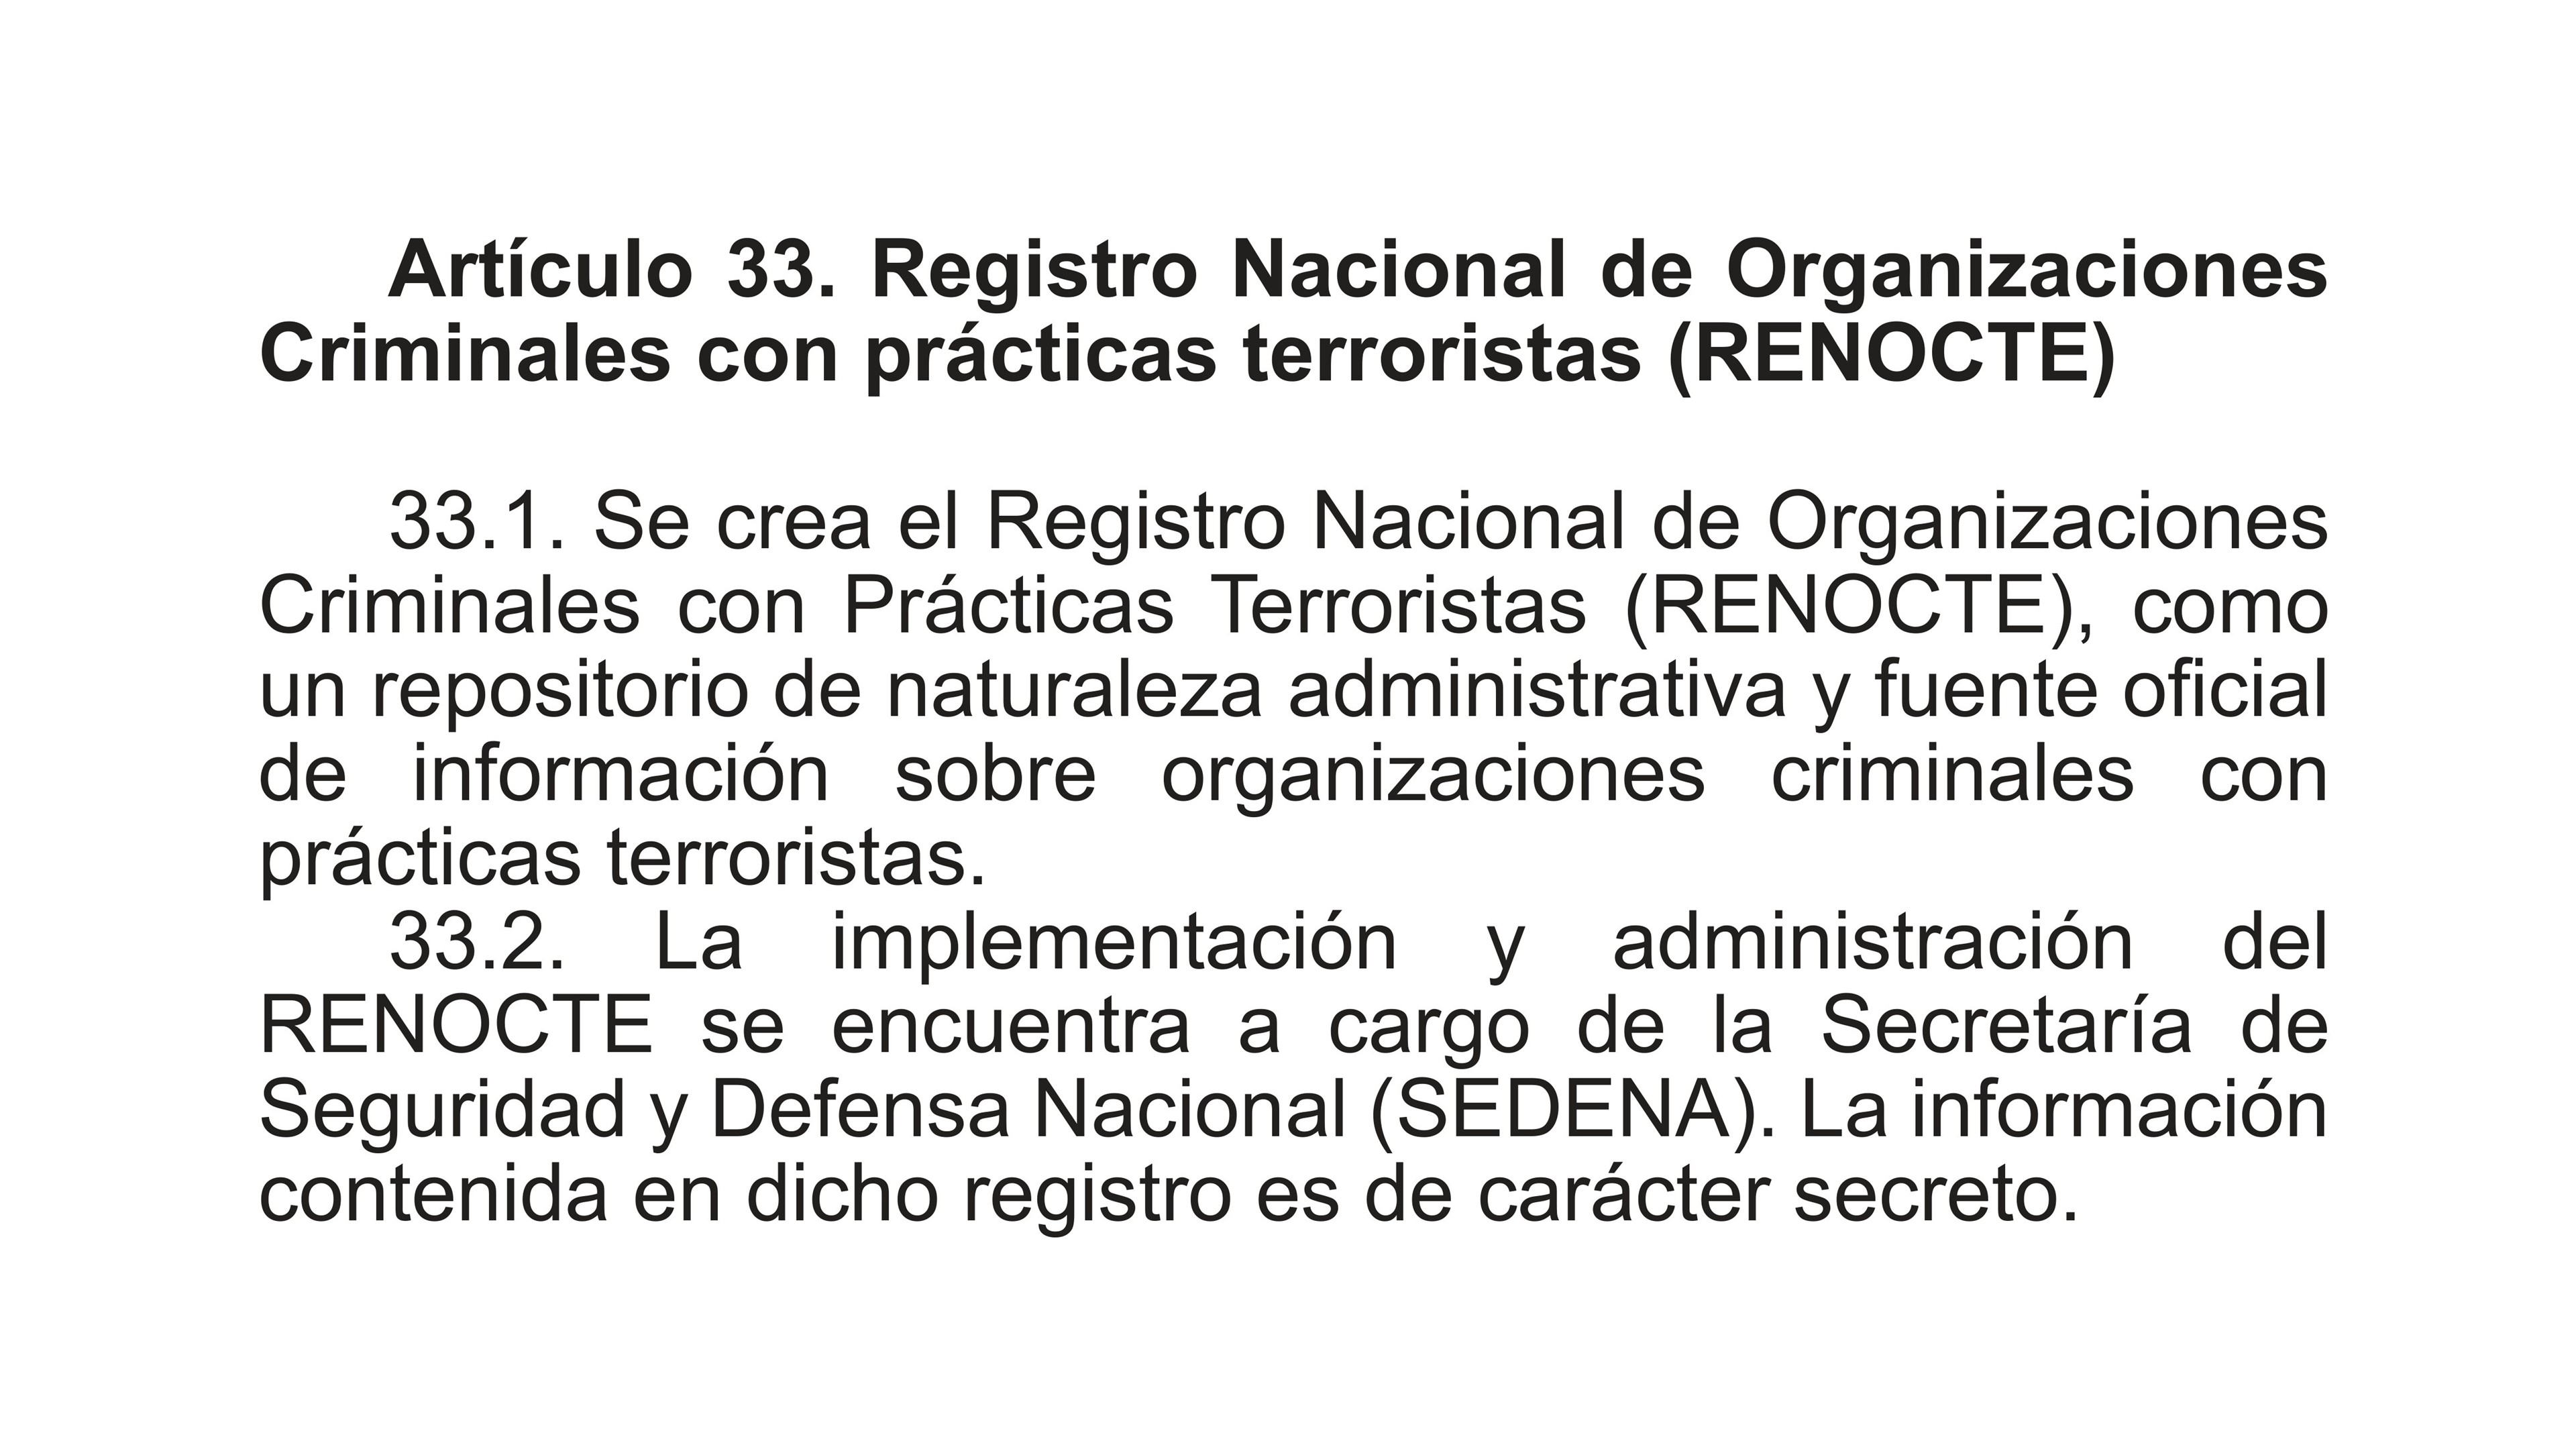 Artículo 33. Registro Nacional de Organizaciones
Criminales con prácticas terroristas (RENOCTE)
33.1. Se crea el Registro Nacional de Organizaciones
Criminales con Prácticas Terroristas (RENOCTE), como
un repositorio de naturaleza administrativa y fuente oficial
de información sobre organizaciones criminales con
prácticas terroristas.
33.2. La implementación y administración del
RENOCTE se encuentra a cargo de la Secretaría de
Seguridad y Defensa Nacional (SEDENA). La información
contenida en dicho registro es de carácter secreto.